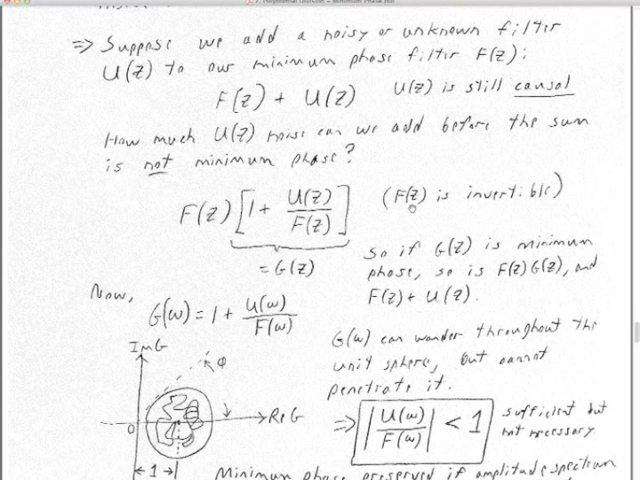 ⇒ Suppose we add a noisy or unknown filter
U(Z) to our minimum phase filter F(Z):
F(Z) + U(Z) U(Z) is still causal
How much U(Z) noise can we add before the sum
is not minimum phase?
F(Z) [1 + U(Z)/F(Z)] (F(Z) is invertible)
= G(Z)
So if G(Z) is minimum
phase, so is F(Z)G(Z), and
F(Z) + U(Z).
Now,
G(ω) = 1 + U(ω)/F(ω)
G(ω) can wander throughout the
unit sphere, but cannot
penetrate it.
Im G
Φ
Re G
0
1
⇒ |U(ω)/F(ω)| < 1 sufficient but
not necessary
Minimum phase preserved if amplitude spectrum